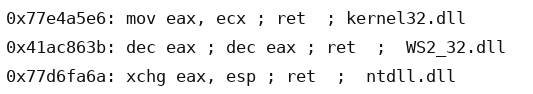 0x77e4a5e6: mov eax, ecx ; ret  ; kernel32.dll
0x41ac863b: dec eax ; dec eax ; ret  ;  WS2_32.dll
0x77d6fa6a: xchg eax, esp ; ret  ;  ntdll.dll